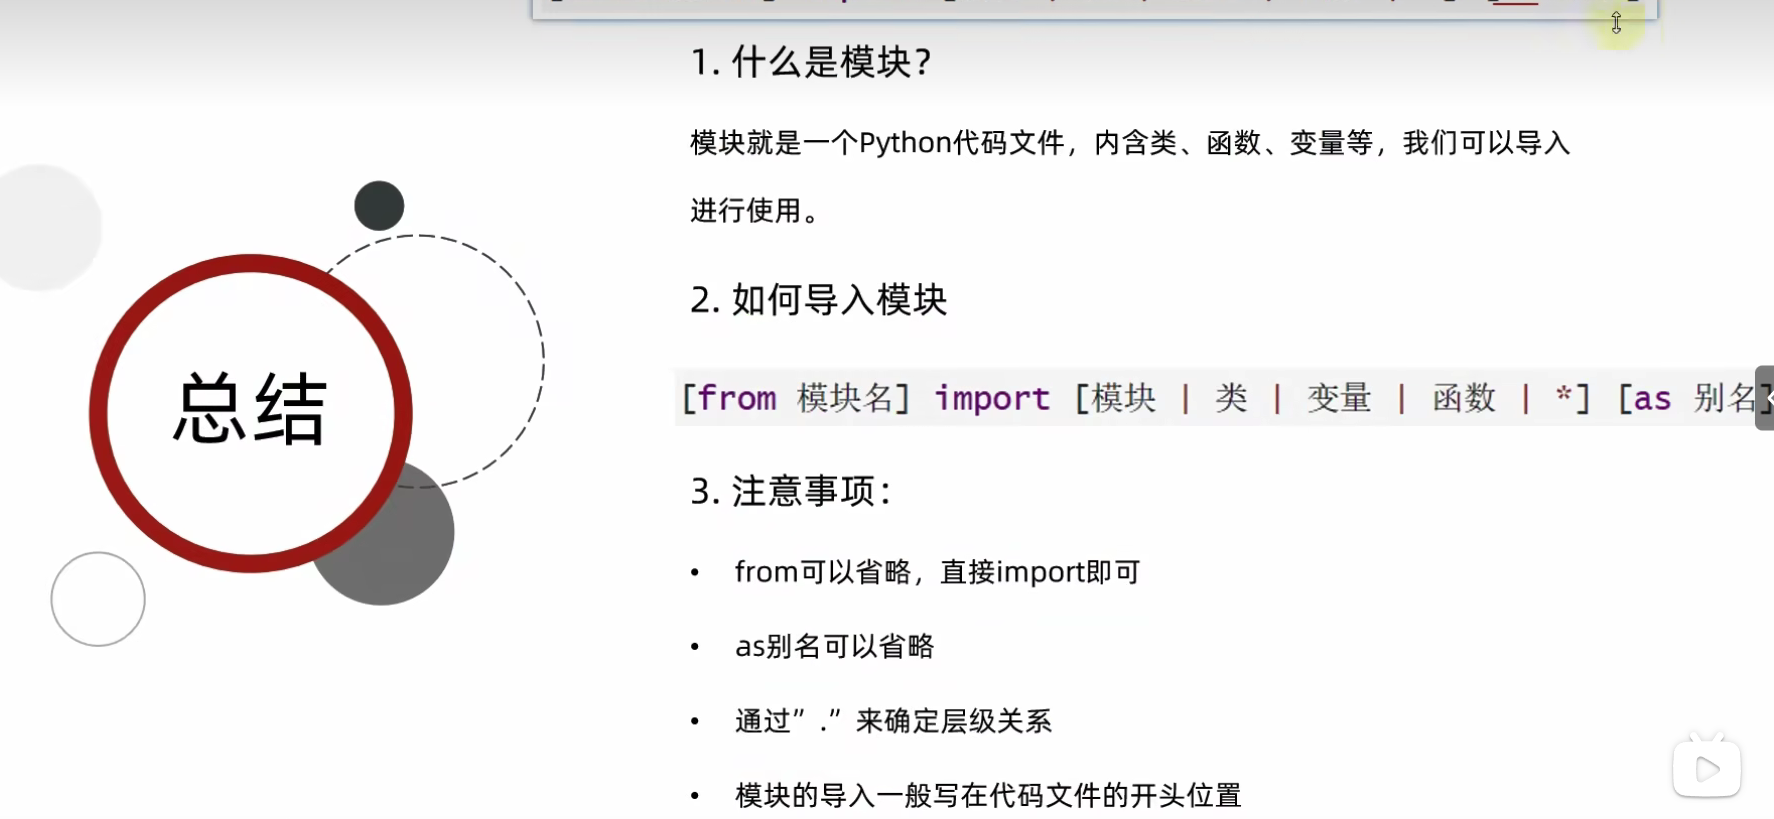 1. 什么是模块？
模块就是一个Python代码文件，内含类、函数、变量等，我们可以导入
进行使用。
2. 如何导入模块
[from 模块名] import [模块 | 类 | 变量 | 函数 | *] [as 别名]
总结
3. 注意事项：
• from可以省略，直接import即可
• as别名可以省略
• 通过”.”来确定层级关系
• 模块的导入一般写在代码文件的开头位置